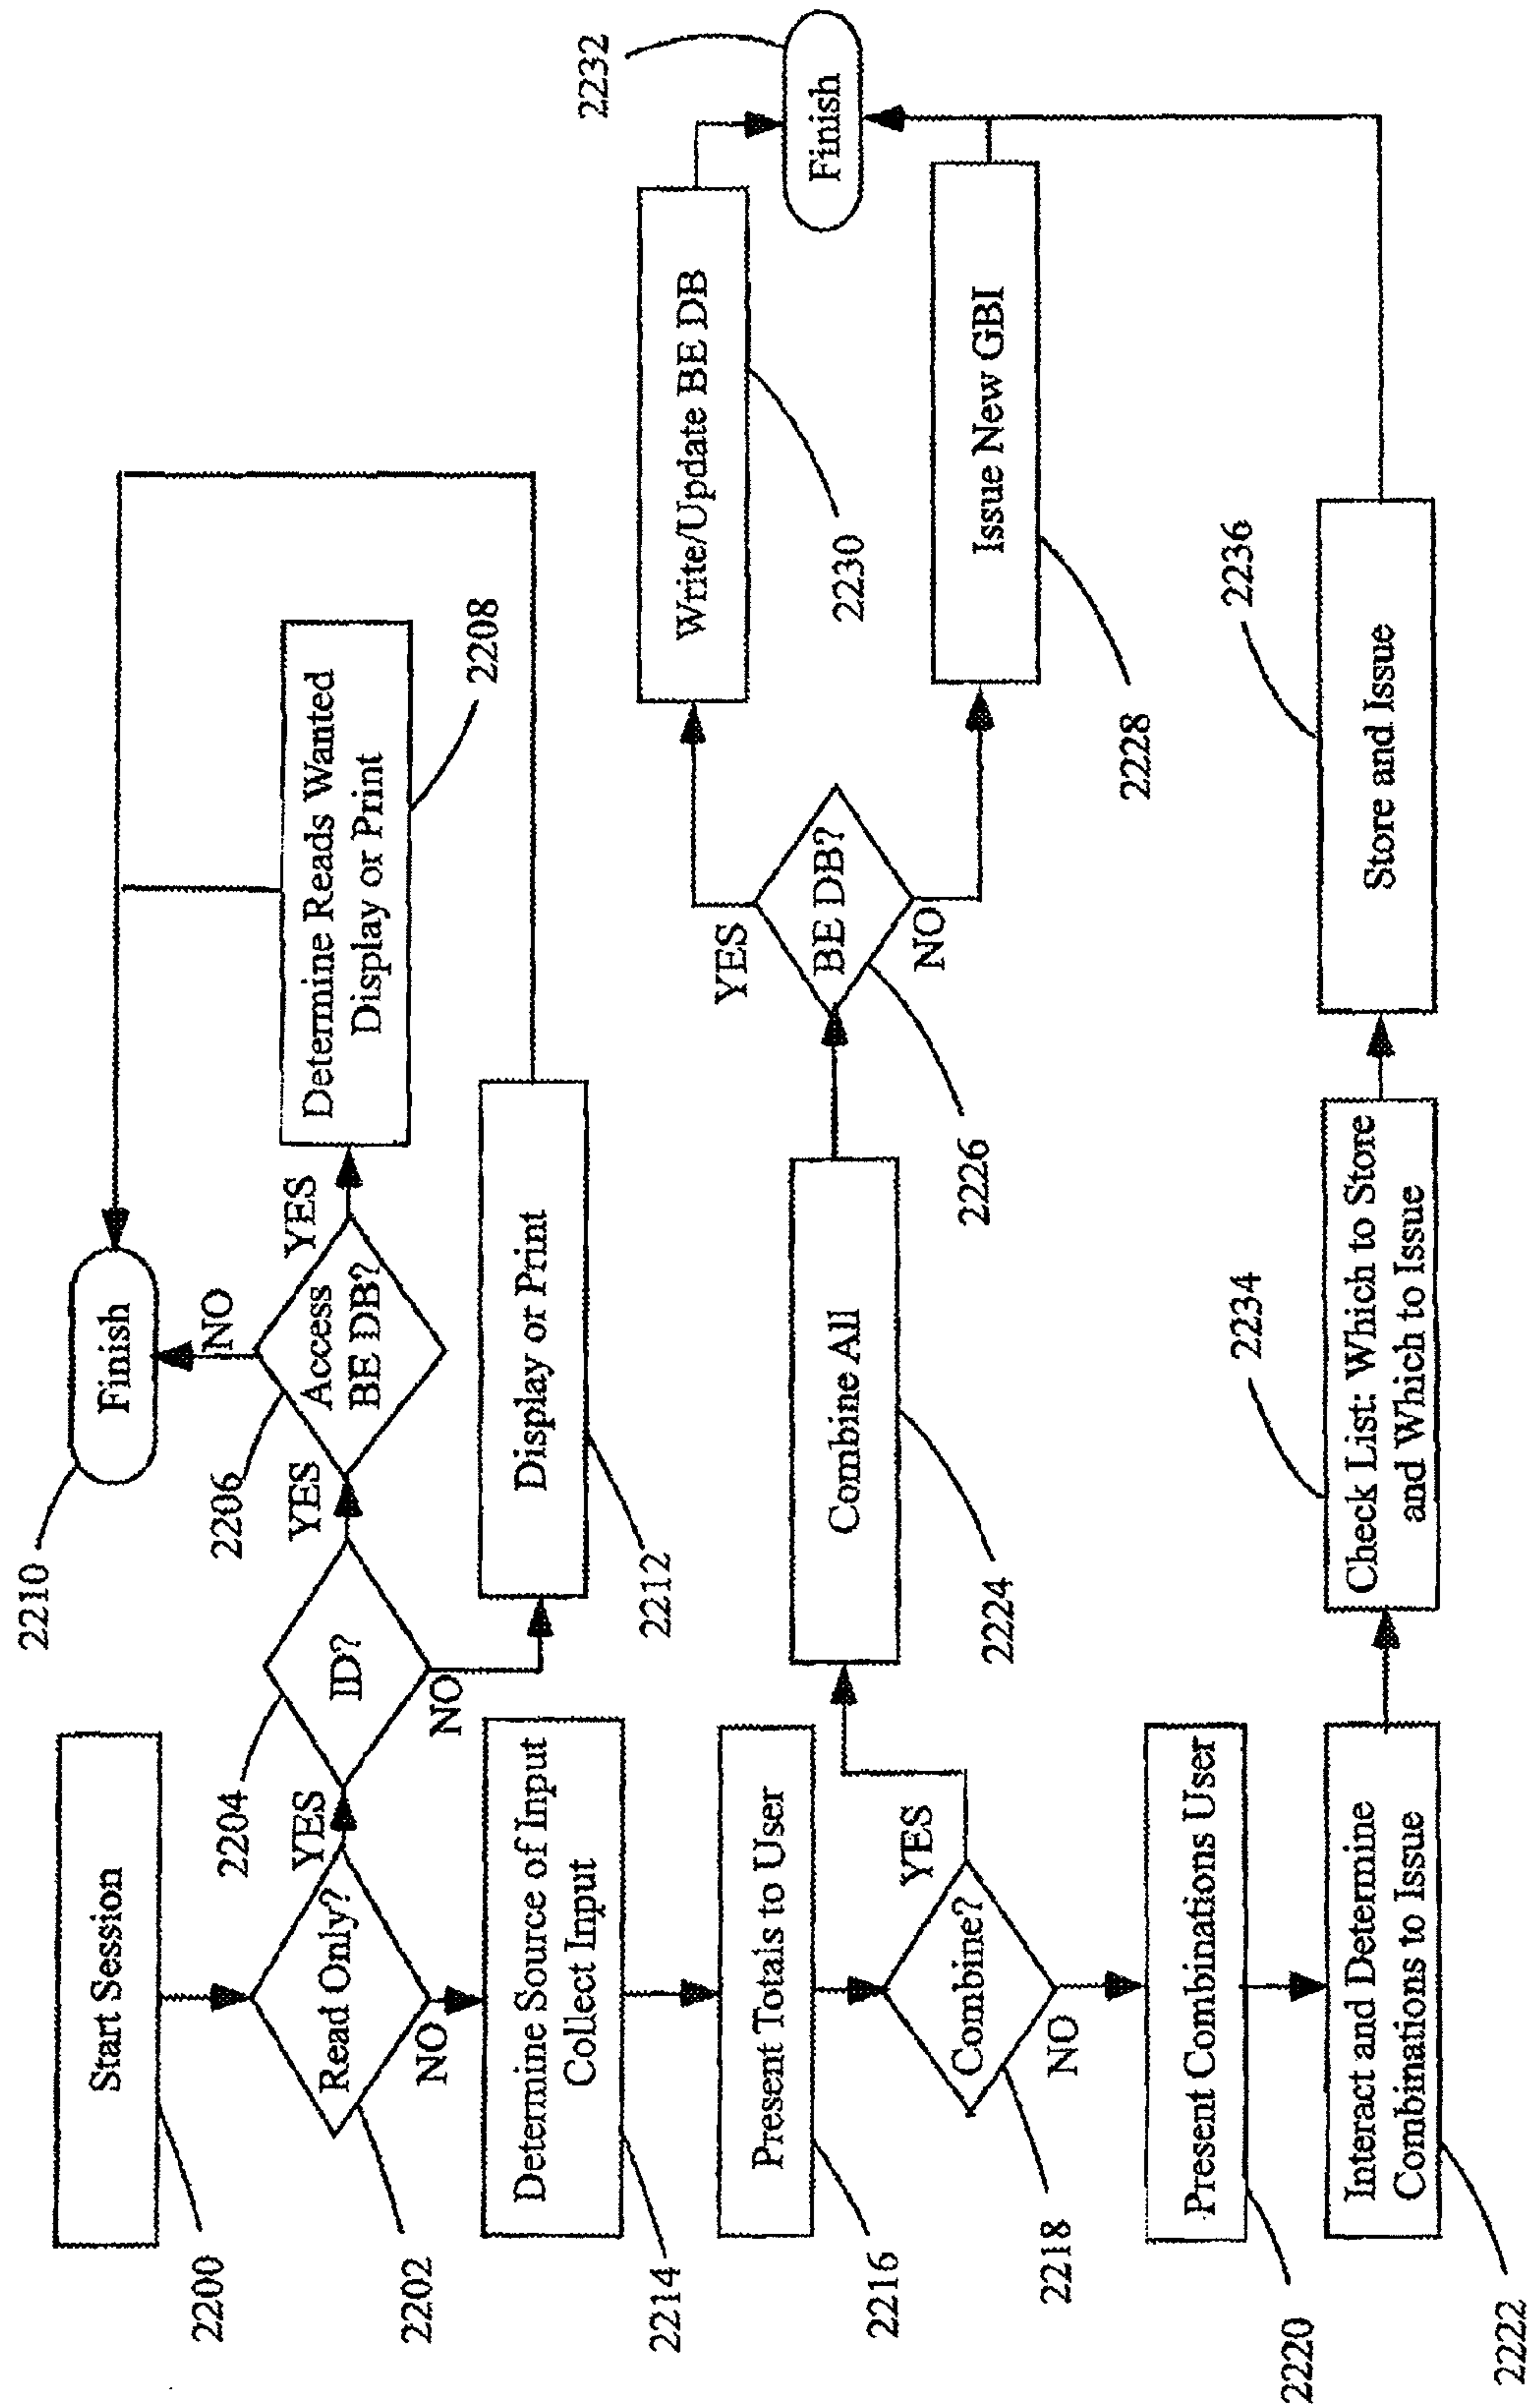 Start Session
2200
Read Only?
2202
YES
NO
ID?
2204
YES
NO
Access
BE DB?
2206
YES
NO
Finish
2210
Determine Reads Wanted
Display or Print
2208
Display or Print
2212
Determine Source of Input
Collect Input
2214
Present Totals to User
2216
Combine?
2218
YES
NO
Combine All
2224
BE DB?
2226
YES
NO
Write/Update BE DB
2230
Issue New GBI
2228
Finish
2232
Present Combinations User
2220
Interact and Determine
Combinations to Issue
2222
Check List: Which to Store
and Which to Issue
2234
Store and Issue
2236